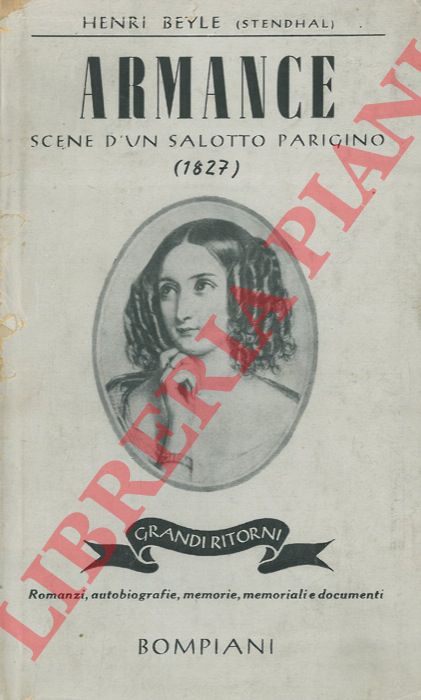 HENRI BEYLE (STENDHAL)
ARMANCE
SCENE D'UN SALOTTO PARIGINO
(1827)
LIBRERIA PIANI
GRANDI RITORNI
Romanzi, autobiografie, memorie, memoriali e documenti
BOMPIANI